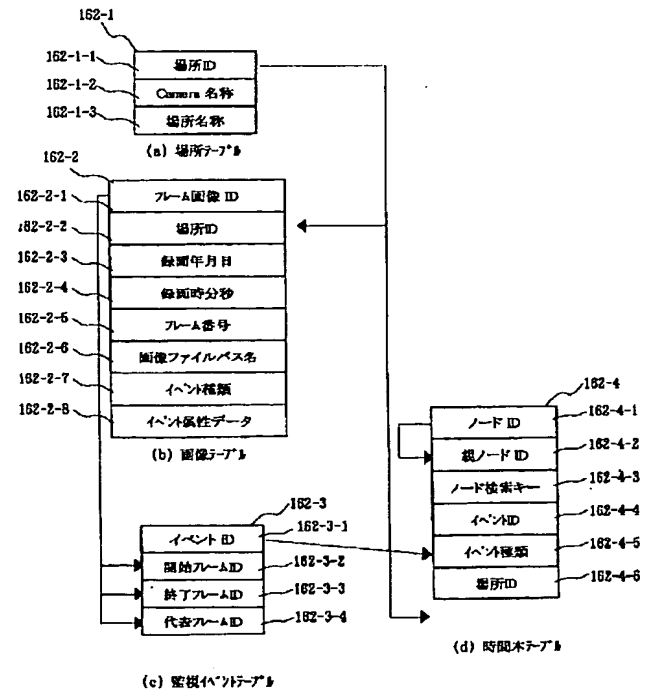 162-1
162-1-1
場所ID
162-1-2
Camera 名称
162-1-3
場所名称
(a) 場所テーブル
162-2
162-2-1
フレーム画像 ID
162-2-2
場所ID
162-2-3
録画年月日
162-2-4
録画時分秒
162-2-5
フレーム番号
162-2-6
画像ファイルパス名
162-2-7
イベント種類
162-2-8
イベント属性データ
(b) 画像テーブル
162-3
162-3-1
イベント ID
162-3-2
開始フレームID
162-3-3
終了フレームID
162-3-4
代表フレームID
(c) 監視イベントテーブル
162-4
162-4-1
ノード ID
162-4-2
親ノード ID
162-4-3
ノード検索キー
162-4-4
イベントID
162-4-5
イベント種類
162-4-6
場所ID
(d) 時間木テーブル